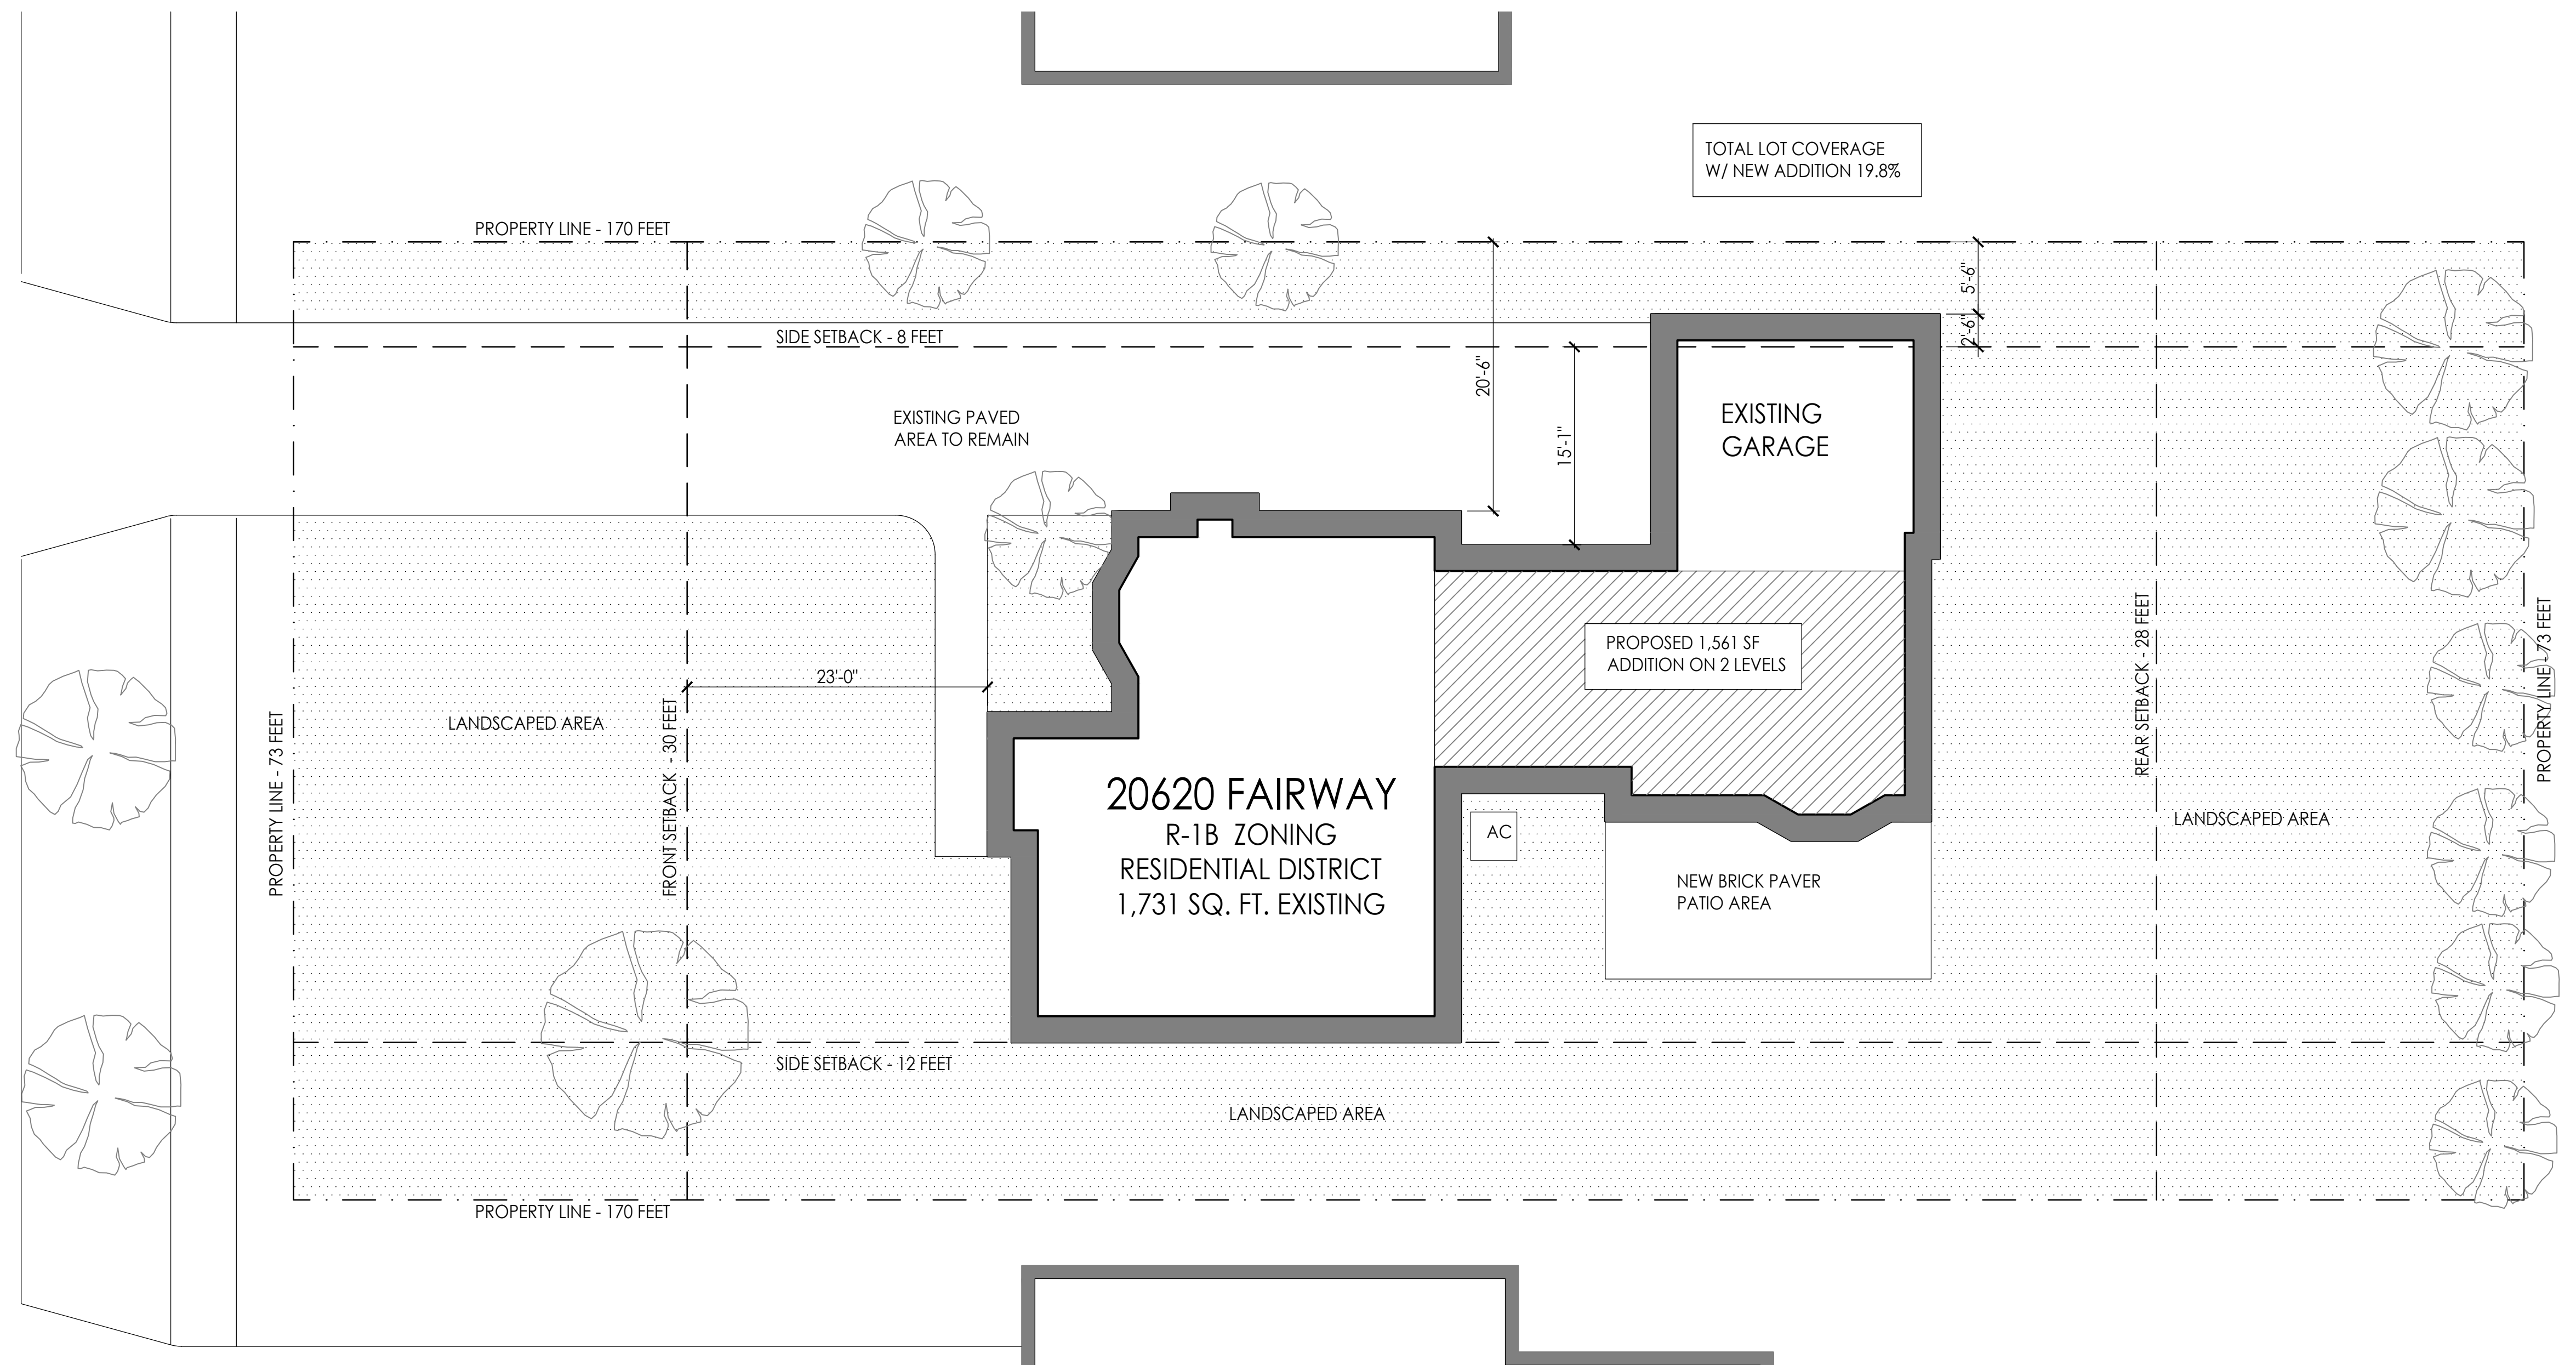 TOTAL LOT COVERAGE
W/ NEW ADDITION 19.8%
PROPERTY LINE - 170 FEET
5'-6"
2'-6"
SIDE SETBACK - 8 FEET
20'-6"
15'-1"
EXISTING PAVED
AREA TO REMAIN
EXISTING
GARAGE
PROPOSED 1,561 SF
ADDITION ON 2 LEVELS
23'-0"
LANDSCAPED AREA
PROPERTY LINE - 73 FEET
FRONT SETBACK - 30 FEET
REAR SETBACK - 28 FEET
PROPERTY LINE - 73 FEET
20620 FAIRWAY
R-1B ZONING
RESIDENTIAL DISTRICT
1,731 SQ. FT. EXISTING
AC
LANDSCAPED AREA
NEW BRICK PAVER
PATIO AREA
SIDE SETBACK - 12 FEET
LANDSCAPED AREA
PROPERTY LINE - 170 FEET